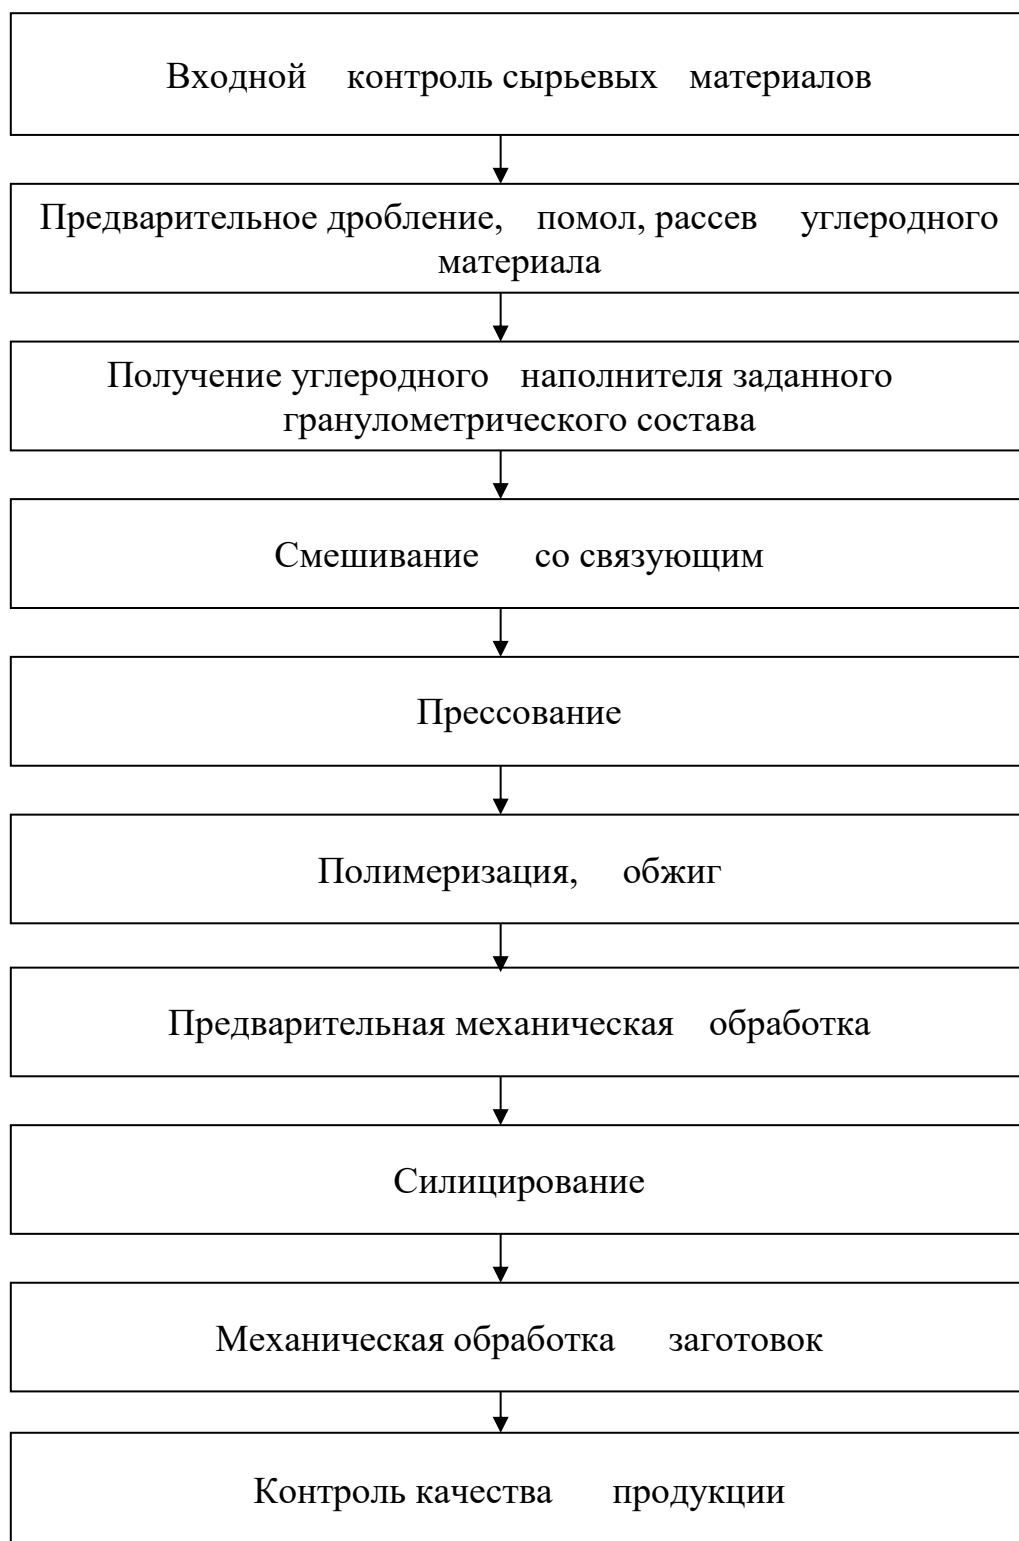 Входной контроль сырьевых материалов
Предварительное дробление, помол, рассев углеродного
материала
Получение углеродного наполнителя заданного
гранулометрического состава
Смешивание со связующим
Прессование
Полимеризация, обжиг
Предварительная механическая обработка
Силицирование
Механическая обработка заготовок
Контроль качества продукции